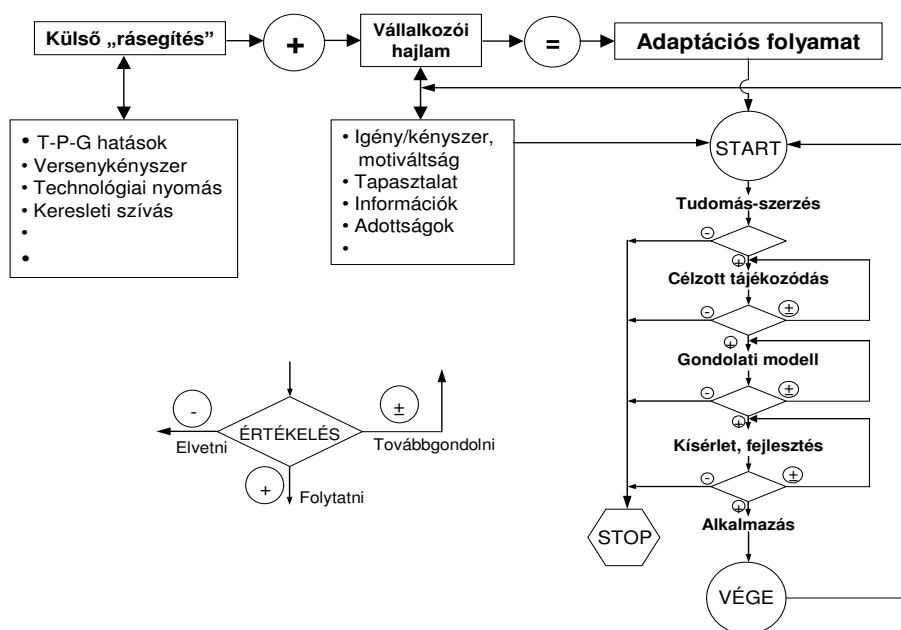 Külső „rásegítés”
+
Vállalkozói
hajlam
=
Adaptációs folyamat
• T-P-G hatások
• Versenykényszer
• Technológiai nyomás
• Keresleti szívás
•
•
• Igény/kényszer,
motiváltság
• Tapasztalat
• Információk
• Adottságok
•
START
Tudomás-szerzés
-
+
Célzott tájékozódás
-
±
+
Gondolati modell
-
±
+
Kísérlet, fejlesztés
-
±
+
Alkalmazás
STOP
VÉGE
-
ÉRTÉKELÉS
±
Elvetni
Továbbgondolni
+
Folytatni